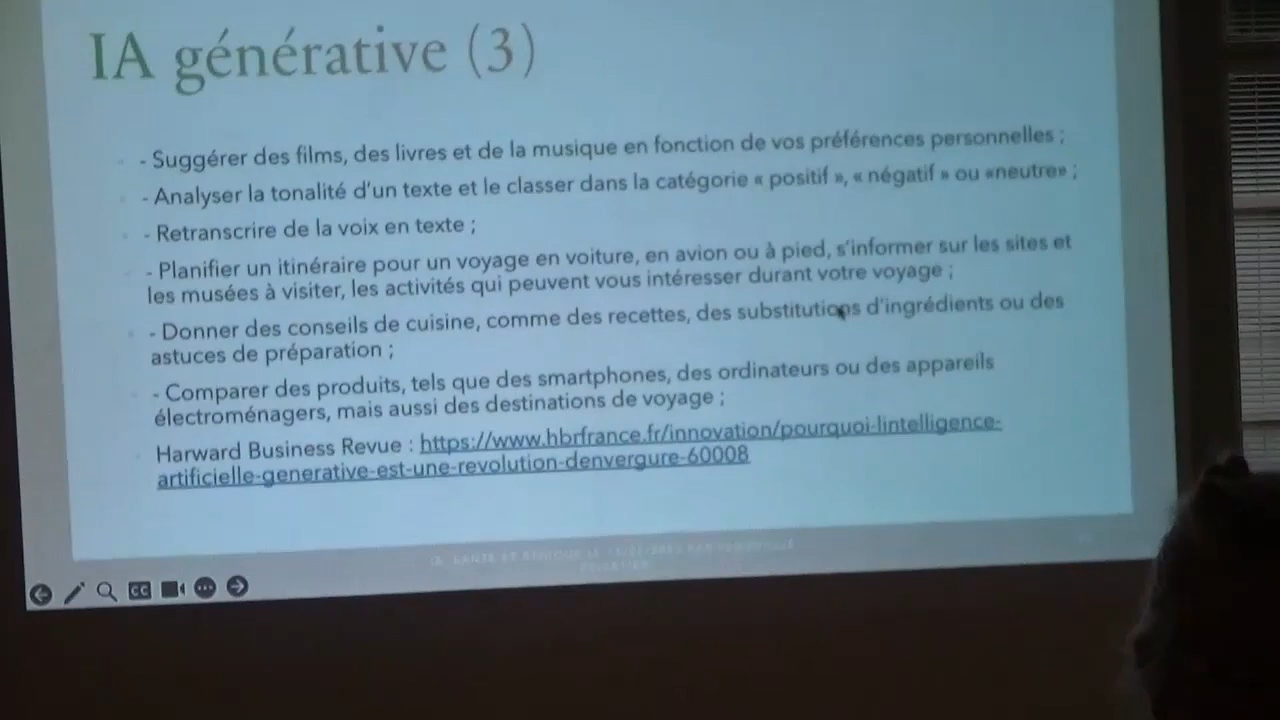 IA générative (3)
- Suggérer des films, des livres et de la musique en fonction de vos préférences personnelles ;
- Analyser la tonalité d'un texte et le classer dans la catégorie « positif », « négatif » ou «neutre» ;
- Retranscrire de la voix en texte ;
- Planifier un itinéraire pour un voyage en voiture, en avion ou à pied, s'informer sur les sites et
les musées à visiter, les activités qui peuvent vous intéresser durant votre voyage ;
- Donner des conseils de cuisine, comme des recettes, des substitutions d'ingrédients ou des
astuces de préparation ;
- Comparer des produits, tels que des smartphones, des ordinateurs ou des appareils
électroménagers, mais aussi des destinations de voyage ;
Harward Business Revue : https://www.hbrfrance.fr/innovation/pourquoi-lintelligence-
artificielle-generative-est-une-revolution-denvergure-60008
CC